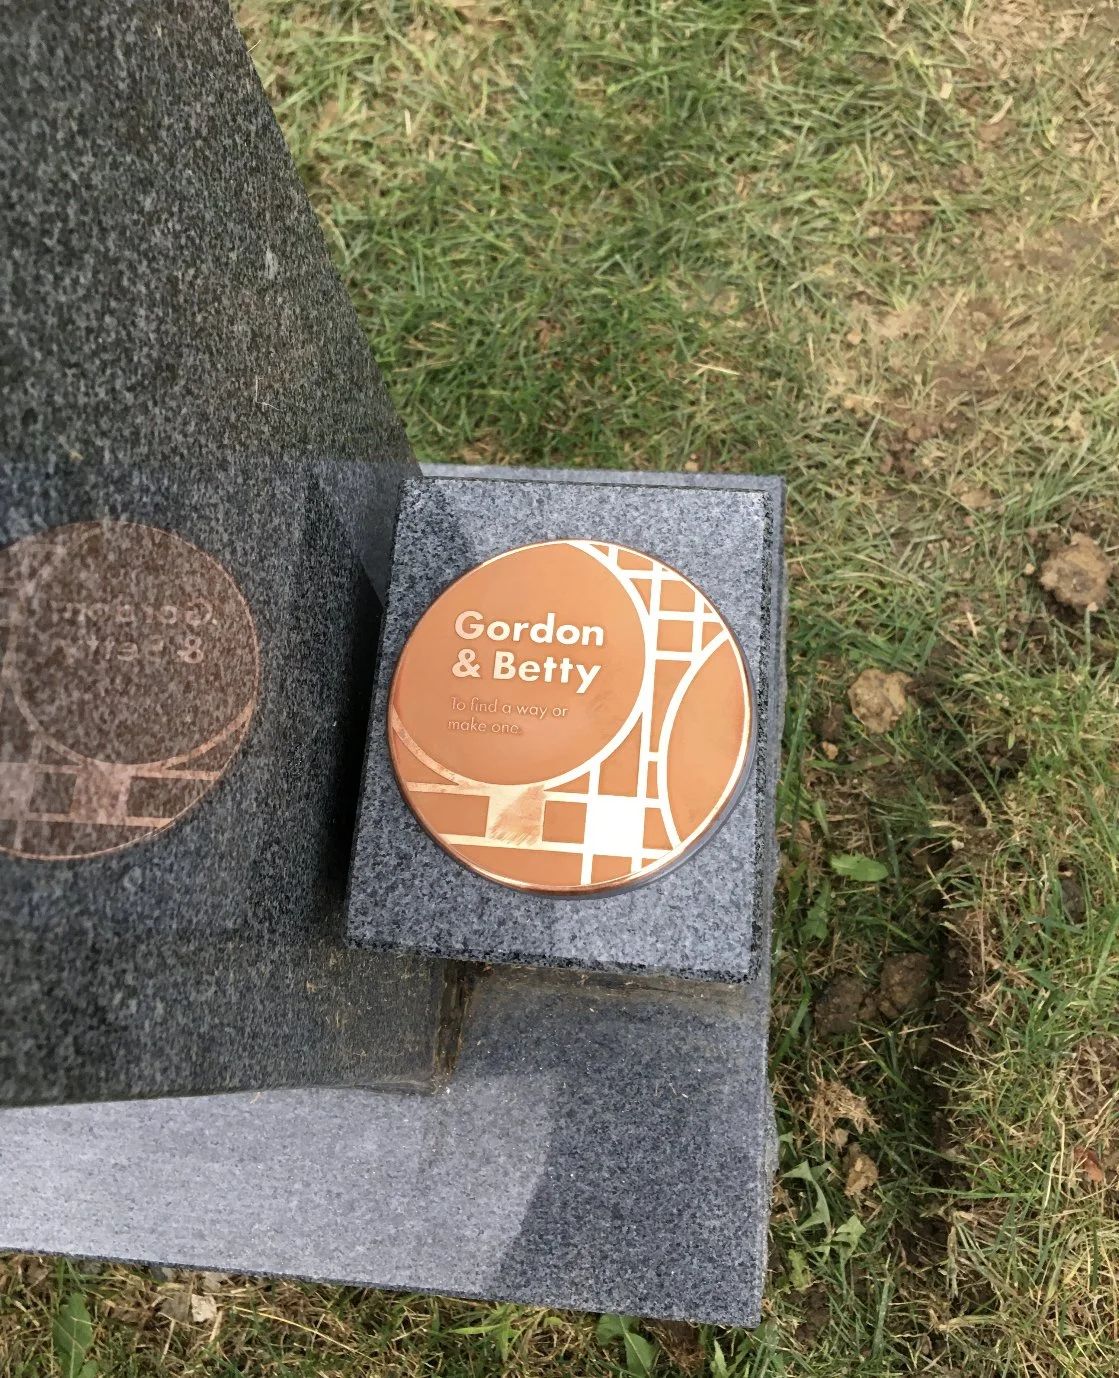 Gordon
& Betty
To find a way or
make one.